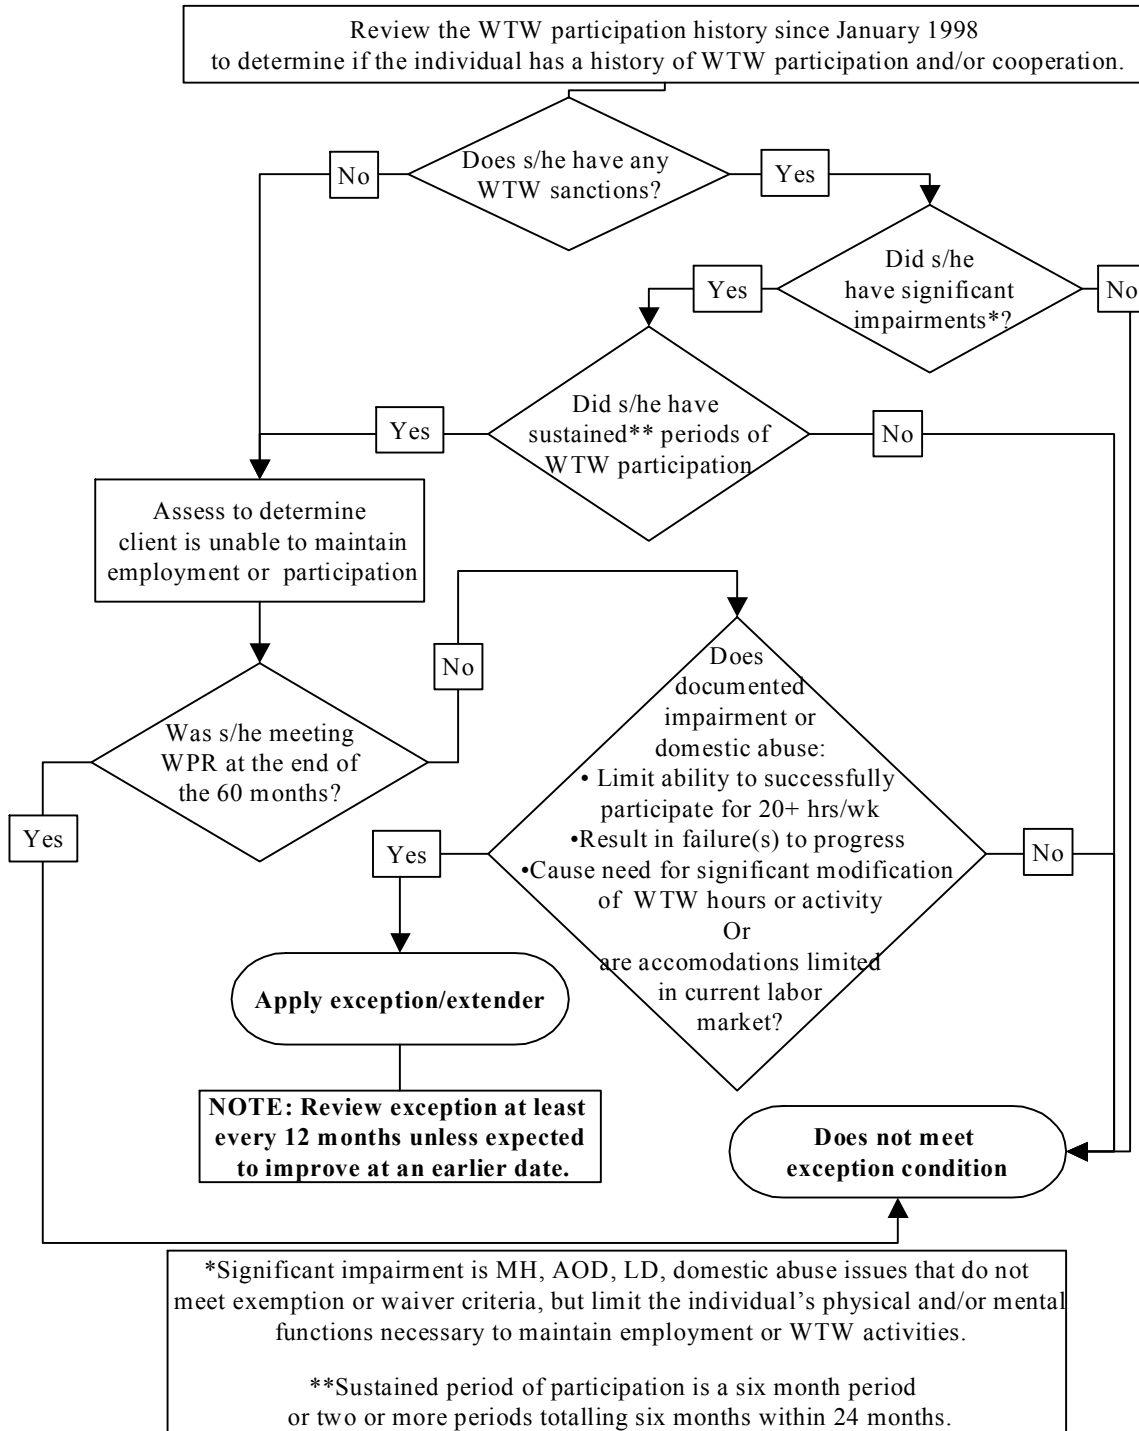 Review the WTW participation history since January 1998
to determine if the individual has a history of WTW participation and/or cooperation.
Does s/he have any
WTW sanctions?
No
Yes
Did s/he
have significant
impairments*?
Yes
No
Did s/he have
sustained** periods of
WTW participation
Yes
No
Assess to determine
client is unable to maintain
employment or participation
No
Was s/he meeting
WPR at the end of
the 60 months?
Yes
Does
documented
impairment or
domestic abuse:
• Limit ability to successfully
participate for 20+ hrs/wk
•Result in failure(s) to progress
•Cause need for significant modification
of WTW hours or activity
Or
are accomodations limited
in current labor
market?
Yes
No
Apply exception/extender
NOTE: Review exception at least
every 12 months unless expected
to improve at an earlier date.
Does not meet
exception condition
*Significant impairment is MH, AOD, LD, domestic abuse issues that do not
meet exemption or waiver criteria, but limit the individual's physical and/or mental
functions necessary to maintain employment or WTW activities.
**Sustained period of participation is a six month period
or two or more periods totalling six months within 24 months.